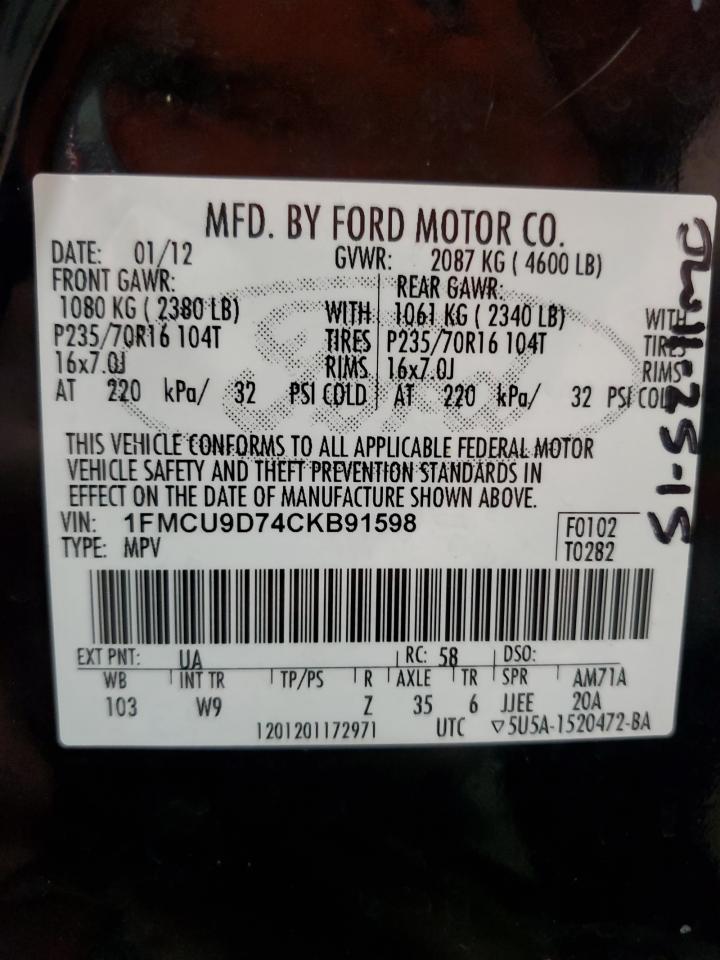 MFD. BY FORD MOTOR CO.
DATE: 01/12 GVWR: 2087 KG ( 4600 LB)
FRONT GAWR: REAR GAWR:
1080 KG ( 2380 LB) WITH 1061 KG ( 2340 LB) WITH
P235/70R16 104T TIRES P235/70R16 104T TIRES
16x7.0J RIMS 16x7.0J RIMS
AT 220 kPa/ 32 PSI COLD AT 220 kPa/ 32 PSI COLD
THIS VEHICLE CONFORMS TO ALL APPLICABLE FEDERAL MOTOR
VEHICLE SAFETY AND THEFT PREVENTION STANDARDS IN
EFFECT ON THE DATE OF MANUFACTURE SHOWN ABOVE.
VIN: 1FMCU9D74CKB91598 F0102
TYPE: MPV T0282
EXT PNT: UA RC: 58 DSO:
WB INT TR TP/PS R AXLE TR SPR AM71A
103 W9 Z 35 6 JJEE 20A
1201201172971 UTC ▽5U5A-1520472-BA
Ford